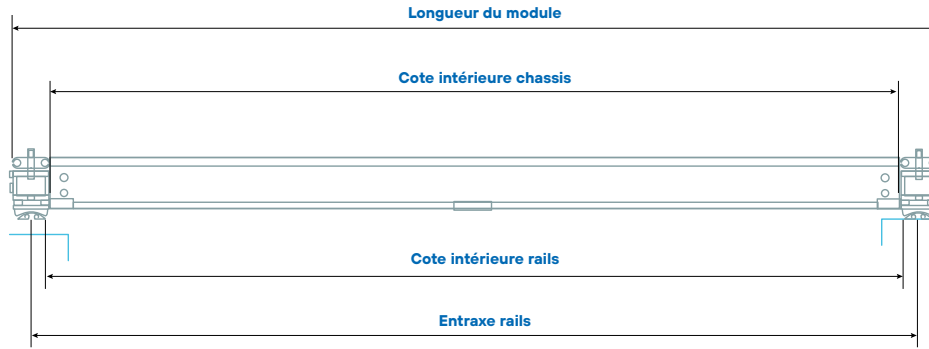 Longueur du module
Cote intérieure chassis
Cote intérieure rails
Entraxe rails